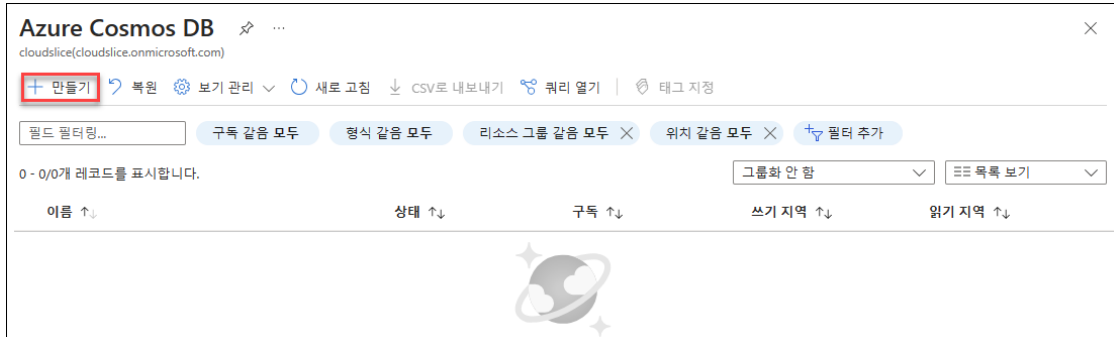 Azure Cosmos DB ...
cloudslice(cloudslice.onmicrosoft.com)
만들기 복원 보기 관리 새로 고침 CSV로 내보내기 쿼리 열기 태그 지정
필드 필터링... 구독 같음 모두 형식 같음 모두 리소스 그룹 같음 모두 위치 같음 모두 필터 추가
0 - 0/0개 레코드를 표시합니다. 그룹화 안 함 목록 보기
이름 상태 구독 쓰기 지역 읽기 지역